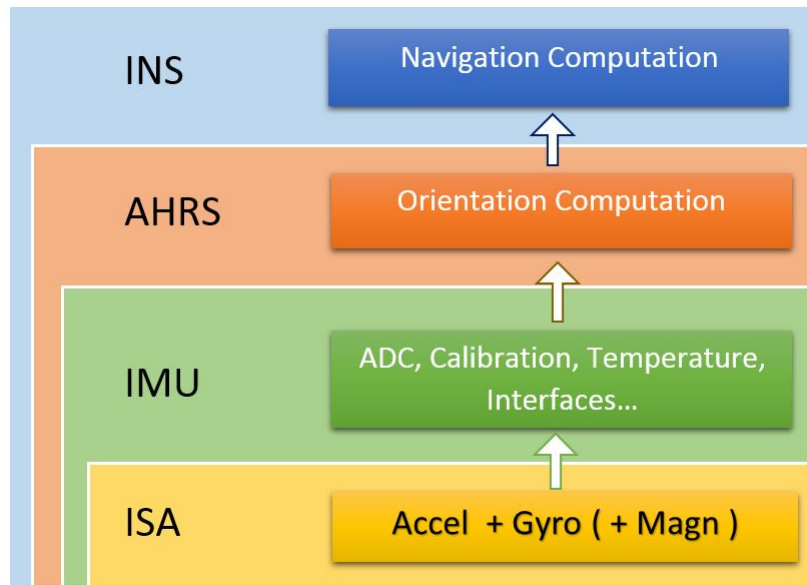 INS
Navigation Computation
AHRS
Orientation Computation
IMU
ADC, Calibration, Temperature,
Interfaces…
ISA
Accel + Gyro ( + Magn )